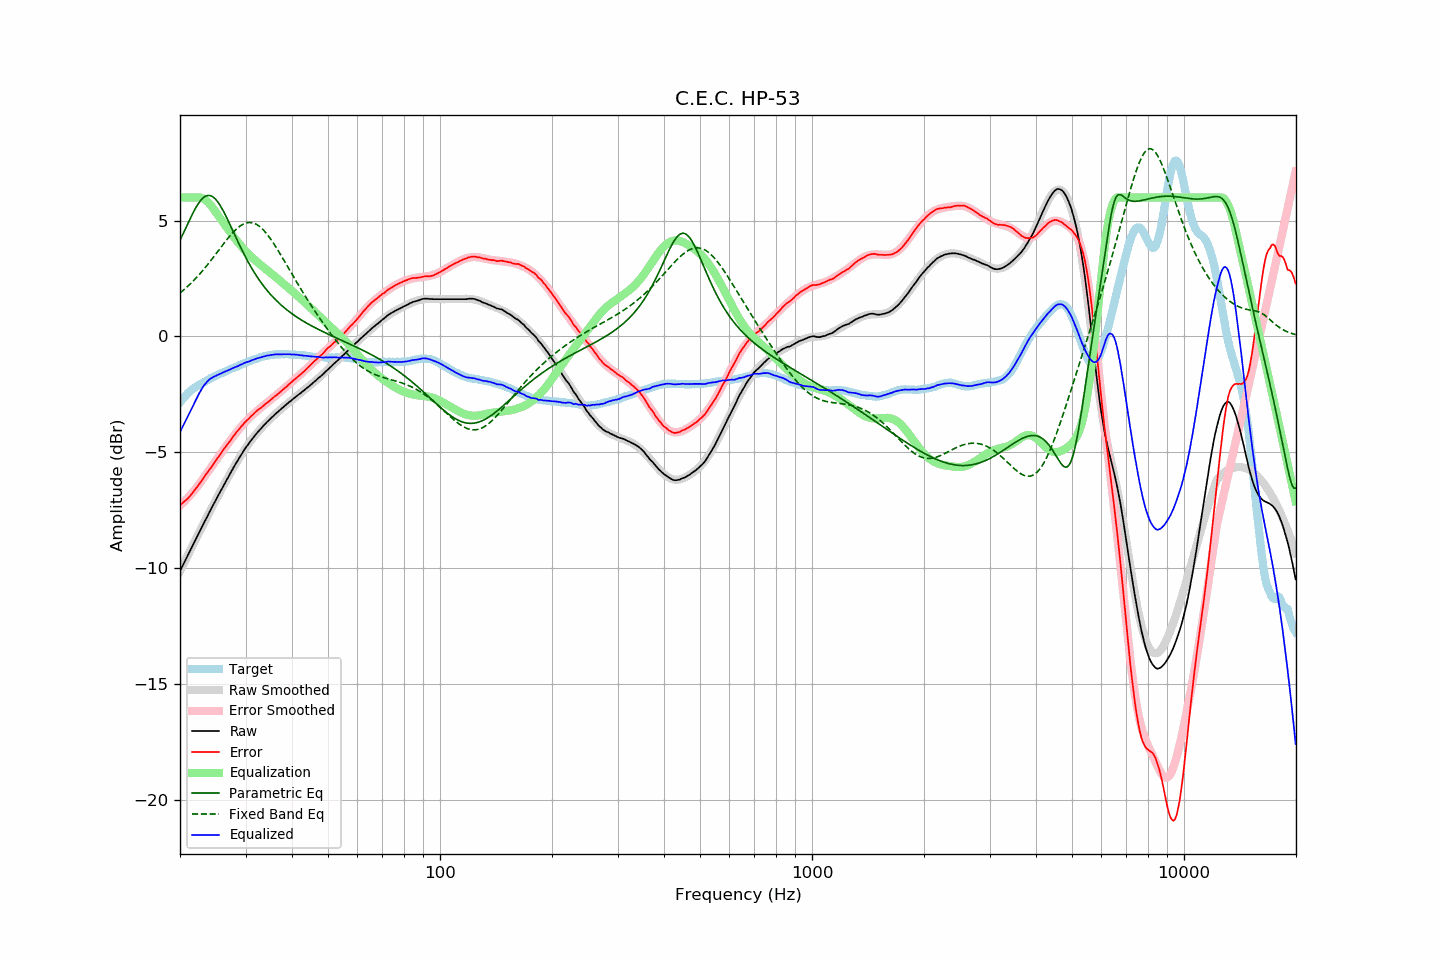 C.E.C. HP-53
Amplitude (dBr)
5
0
−5
−10
−15
−20
Target
Raw Smoothed
Error Smoothed
Raw
Error
Equalization
Parametric Eq
Fixed Band Eq
Equalized
100
1000
10000
Frequency (Hz)